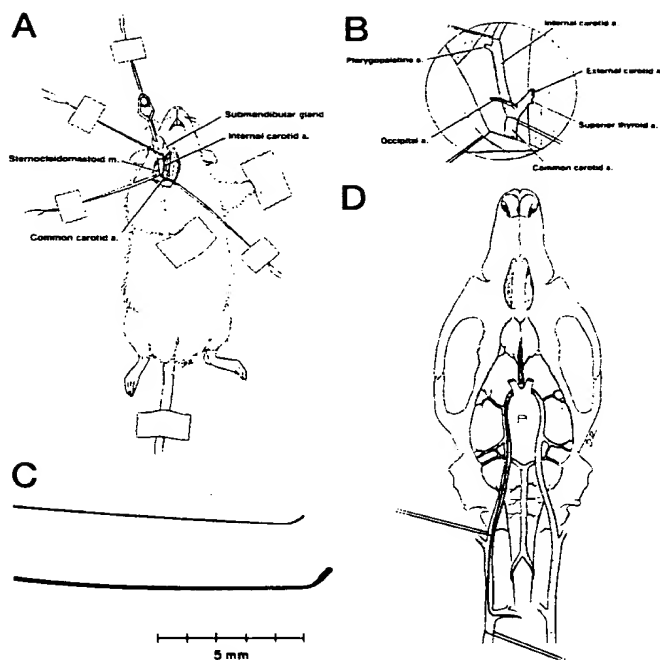 A
Submandibular gland
Internal carotid a.
Sternocleidomastoid m.
Common carotid a.
B
Internal carotid a.
Pterygopalatine a.
External carotid a.
Superior thyroid a.
Occipital a.
Common carotid a.
C
5 mm
D
P